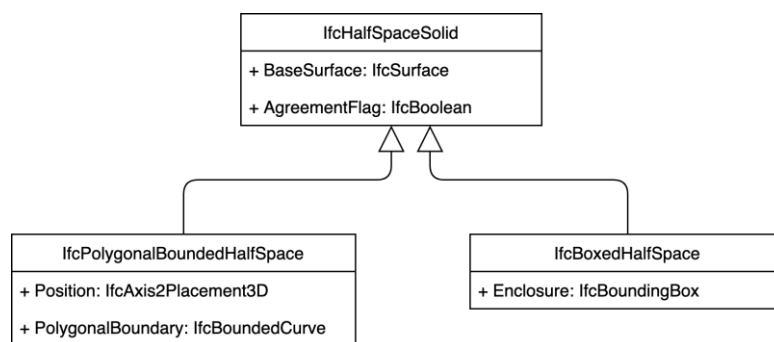 IfcHalfSpaceSolid
+ BaseSurface: IfcSurface
+ AgreementFlag: IfcBoolean
IfcPolygonalBoundedHalfSpace
+ Position: IfcAxis2Placement3D
+ PolygonalBoundary: IfcBoundedCurve
IfcBoxedHalfSpace
+ Enclosure: IfcBoundingBox